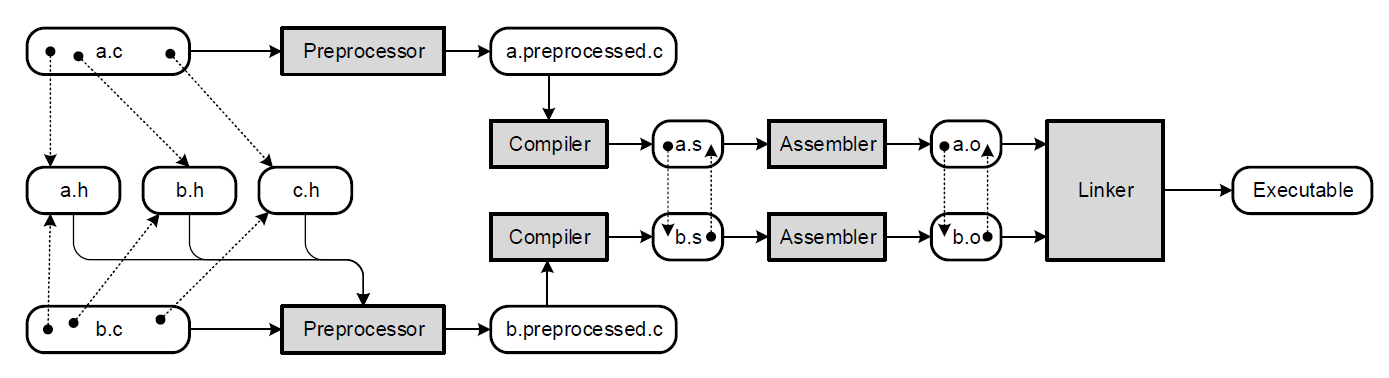 a.c
Preprocessor
a.preprocessed.c
Compiler
a.s
Assembler
a.o
a.h
b.h
c.h
Linker
Executable
Compiler
b.s
Assembler
b.o
b.c
Preprocessor
b.preprocessed.c